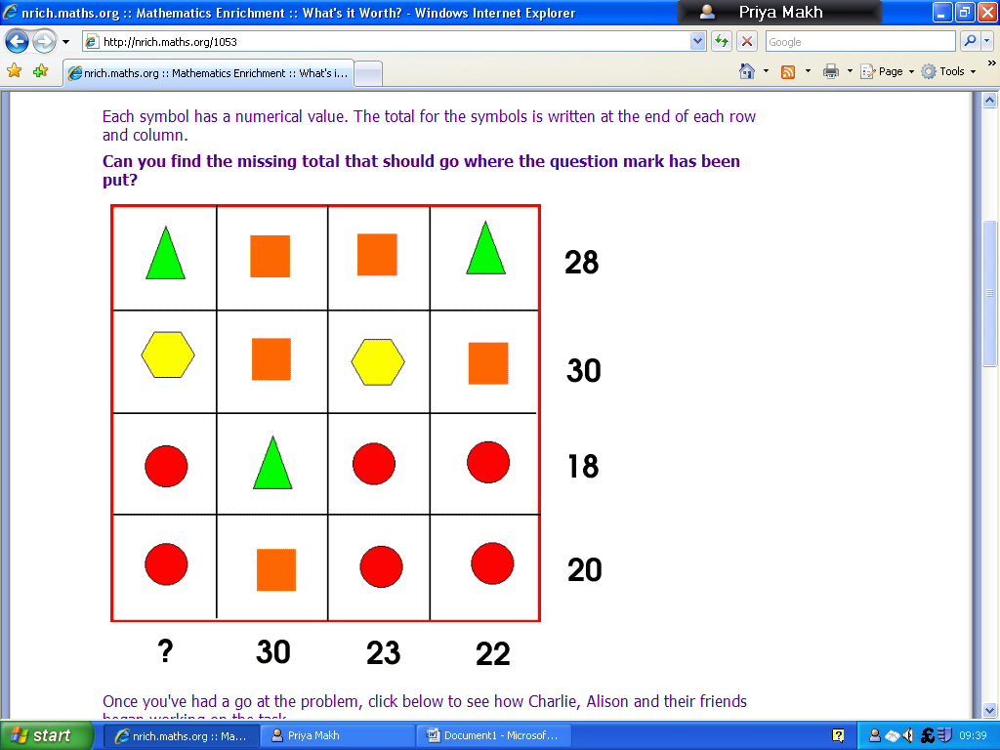 nrich.maths.org :: Mathematics Enrichment :: What's it Worth? - Windows Internet Explorer
Priya Makh
http://nrich.maths.org/1053
Google
nrich.maths.org :: Mathematics Enrichment :: What's i...
Page
Tools
Each symbol has a numerical value. The total for the symbols is written at the end of each row
and column.
Can you find the missing total that should go where the question mark has been
put?
28
30
18
20
? 30 23 22
Once you've had a go at the problem, click below to see how Charlie, Alison and their friends
began working on the task.
start
nrich.maths.org :: Ma...
Priya Makh
Document1 - Microsof...
09:39